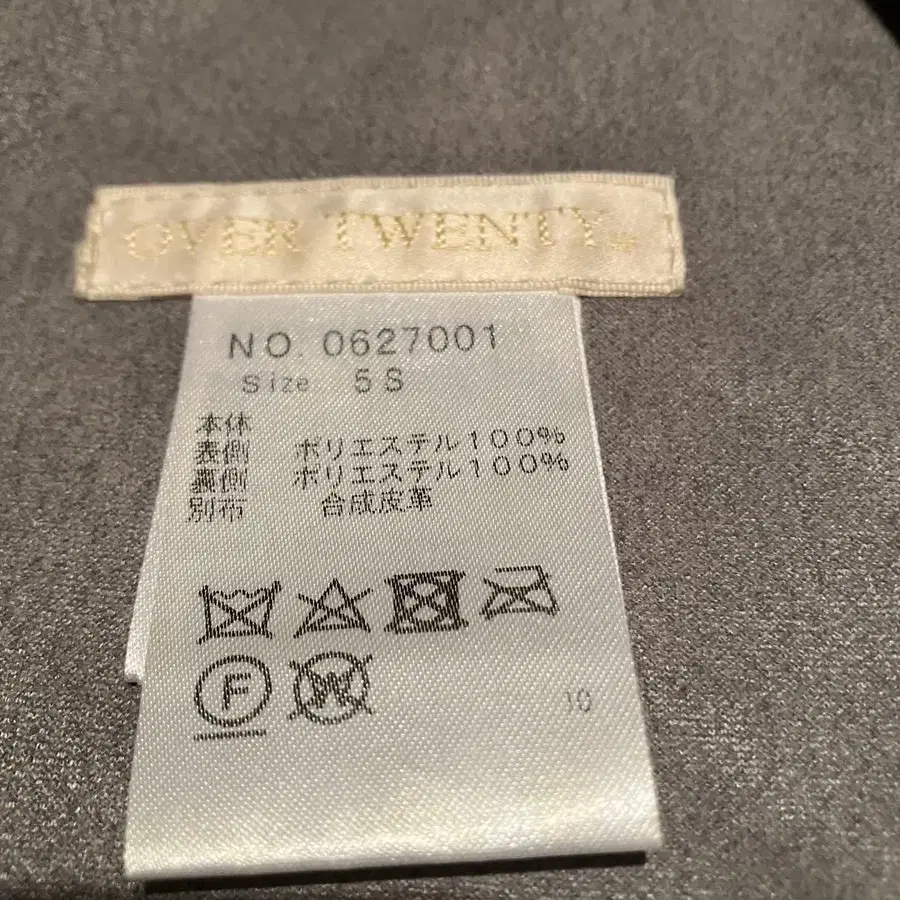 OVER TWENTY
NO. 0627001
Size 5S
本体
表側 ポリエステル100%
裏側 ポリエステル100%
別布 合成皮革
F W
10